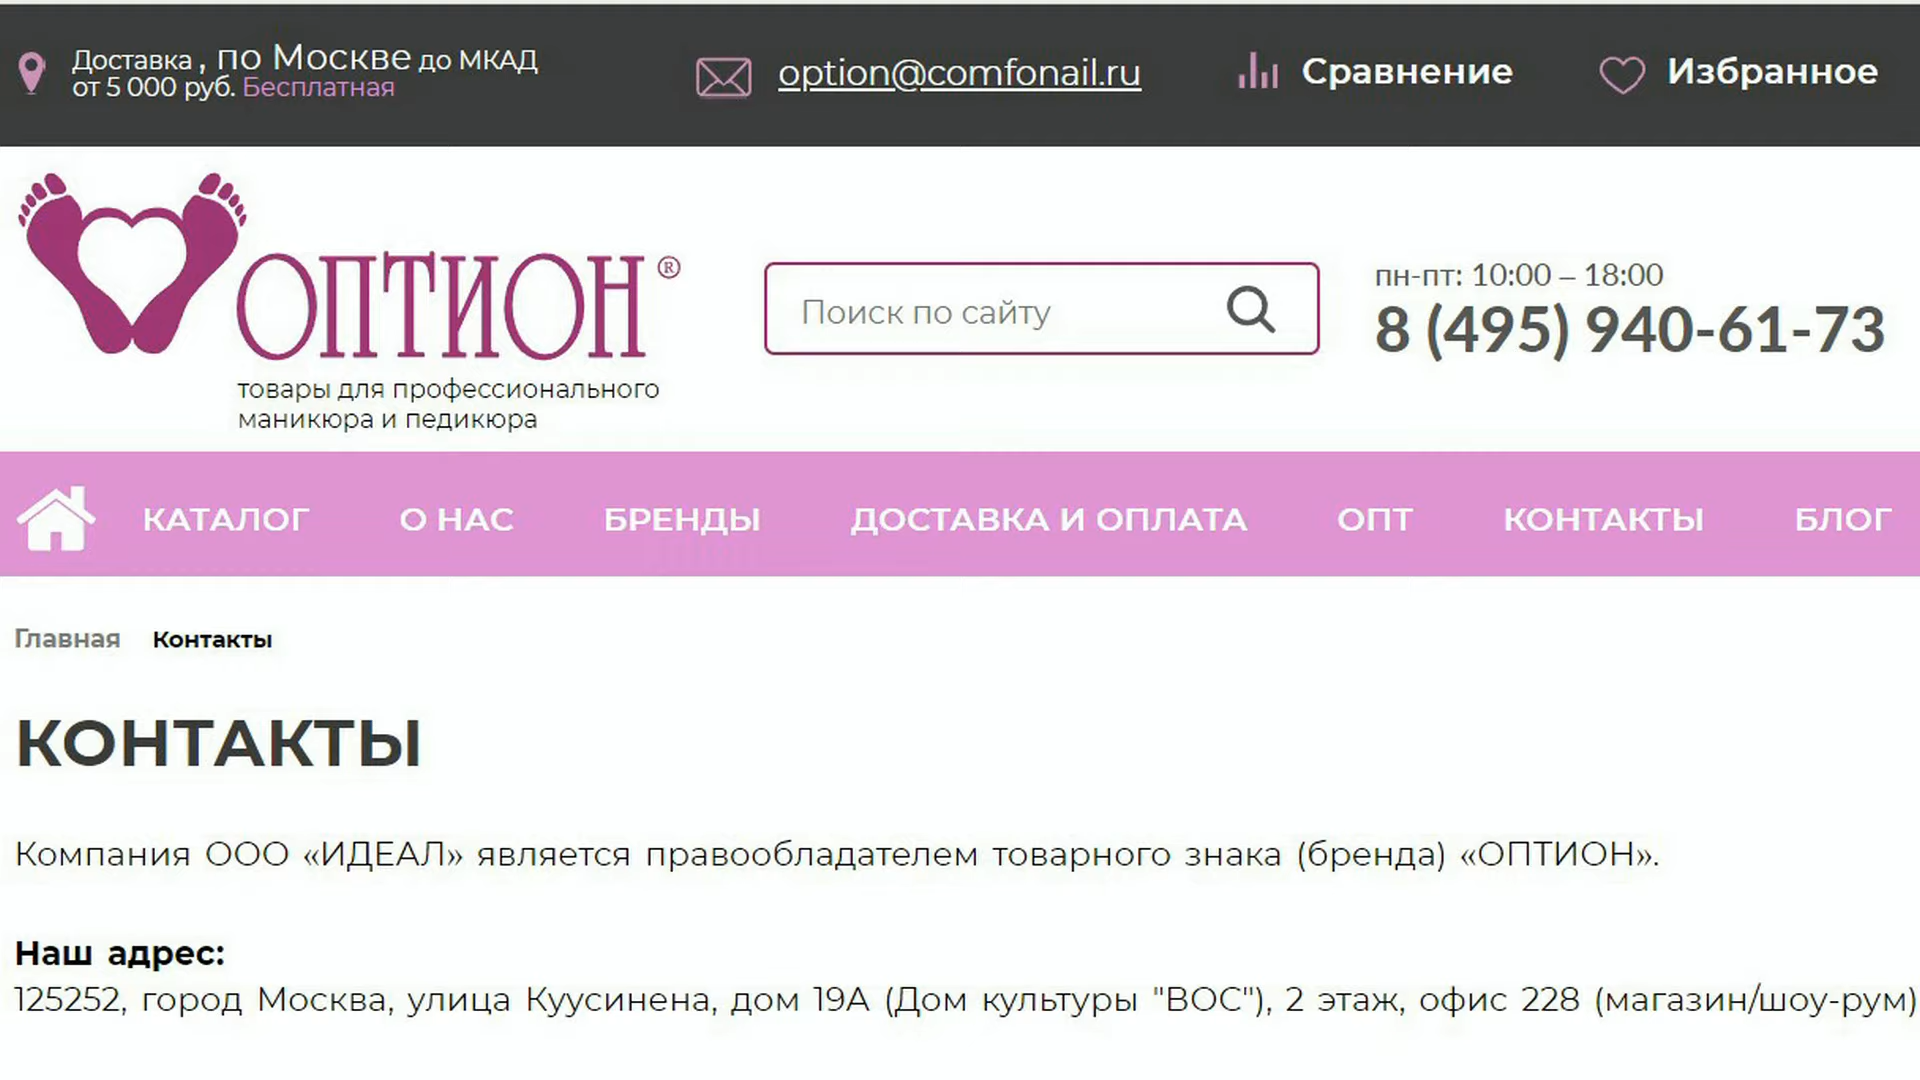 Доставка, по Москве до МКАД
от 5 000 руб. Бесплатная
option@comfonail.ru
Сравнение
Избранное
ОПТИОН®
товары для профессионального
маникюра и педикюра
Поиск по сайту
пн-пт: 10:00 – 18:00
8 (495) 940-61-73
КАТАЛОГ О НАС БРЕНДЫ ДОСТАВКА И ОПЛАТА ОПТ КОНТАКТЫ БЛОГ
Главная Контакты
КОНТАКТЫ
Компания ООО «ИДЕАЛ» является правообладателем товарного знака (бренда) «ОПТИОН».
Наш адрес:
125252, город Москва, улица Куусинена, дом 19А (Дом культуры "ВОС"), 2 этаж, офис 228 (магазин/шоу-рум)